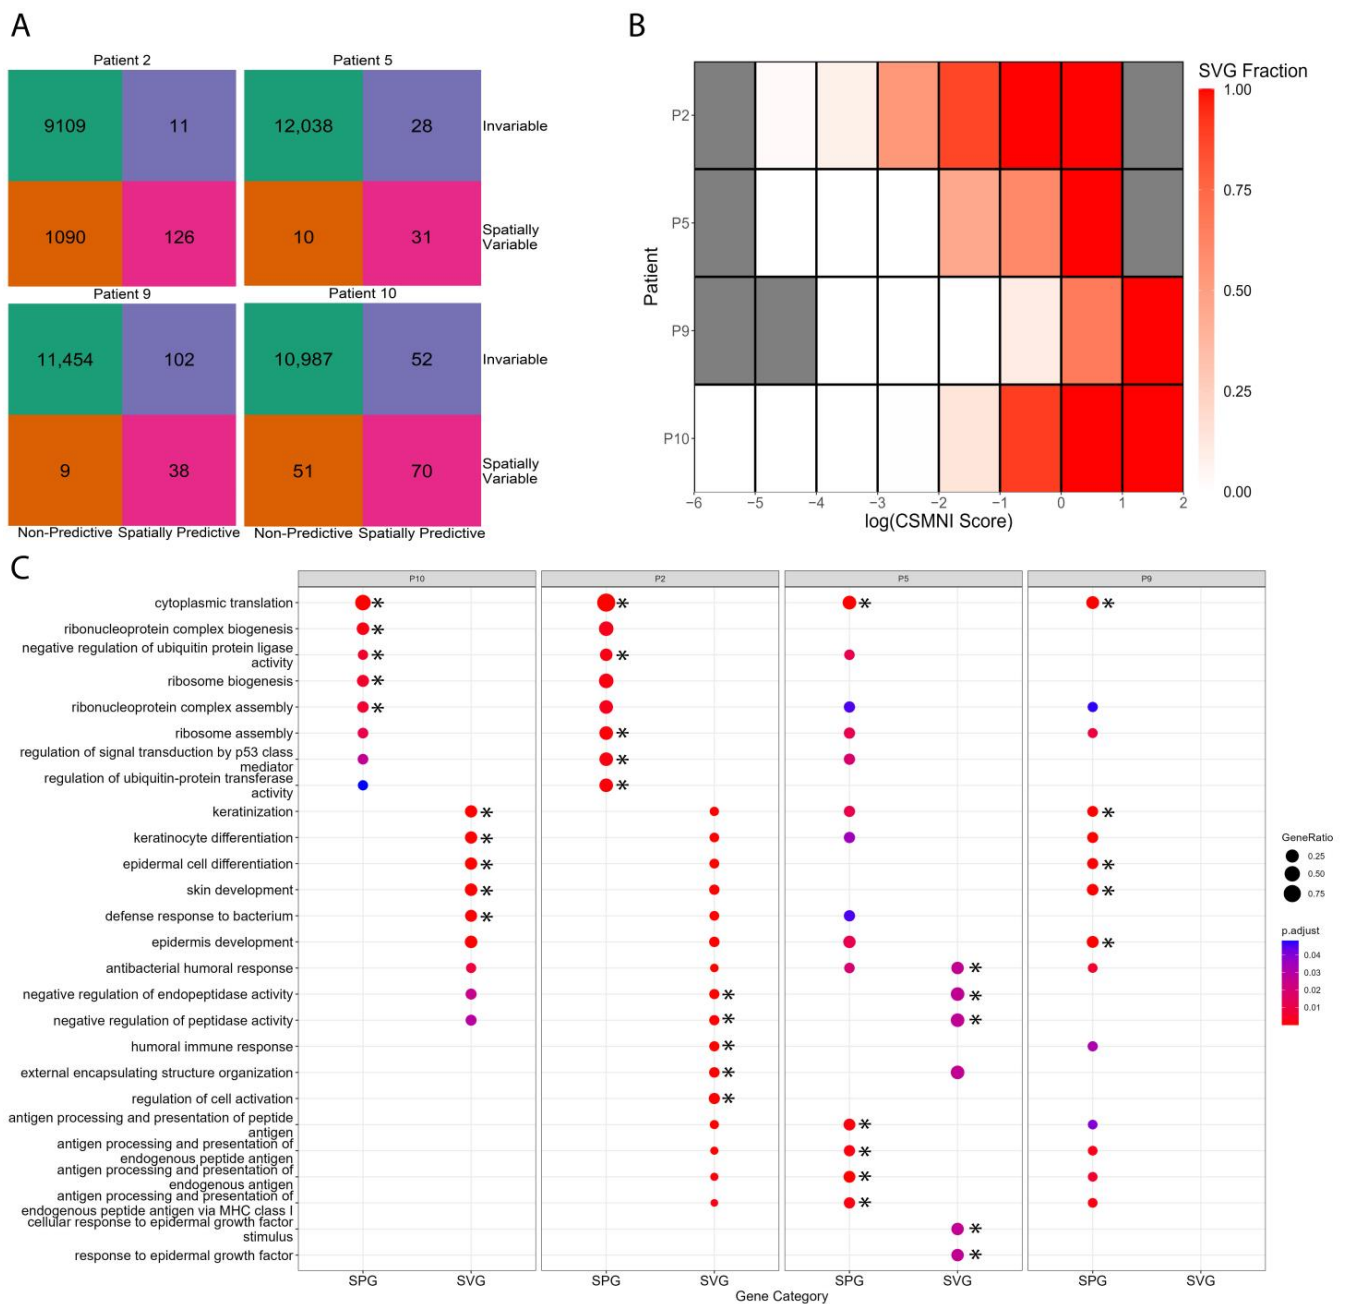 A
B
Patient 2
Patient 5
9109
11
12,038
28
Invariable
1090
126
10
31
Spatially
Variable
Patient 9
Patient 10
11,454
102
10,987
52
Invariable
9
38
51
70
Spatially
Variable
Non-Predictive Spatially Predictive
Non-Predictive Spatially Predictive
SVG Fraction
1.00
0.75
0.50
0.25
0.00
Patient
P2
P5
P9
P10
−6
−5
−4
−3
−2
−1
0
1
2
log(CSMNI Score)
C
P10
P2
P5
P9
cytoplasmic translation
ribonucleoprotein complex biogenesis
negative regulation of ubiquitin protein ligase
activity
ribosome biogenesis
ribonucleoprotein complex assembly
ribosome assembly
regulation of signal transduction by p53 class
mediator
regulation of ubiquitin-protein transferase
activity
keratinization
keratinocyte differentiation
epidermal cell differentiation
skin development
defense response to bacterium
epidermis development
antibacterial humoral response
negative regulation of endopeptidase activity
negative regulation of peptidase activity
humoral immune response
external encapsulating structure organization
regulation of cell activation
antigen processing and presentation of peptide
antigen
antigen processing and presentation of
endogenous peptide antigen
antigen processing and presentation of
endogenous antigen
antigen processing and presentation of
endogenous peptide antigen via MHC class I
cellular response to epidermal growth factor
stimulus
response to epidermal growth factor
SPG
SVG
SPG
SVG
SPG
SVG
SPG
SVG
Gene Category
GeneRatio
0.25
0.50
0.75
p.adjust
0.04
0.03
0.02
0.01